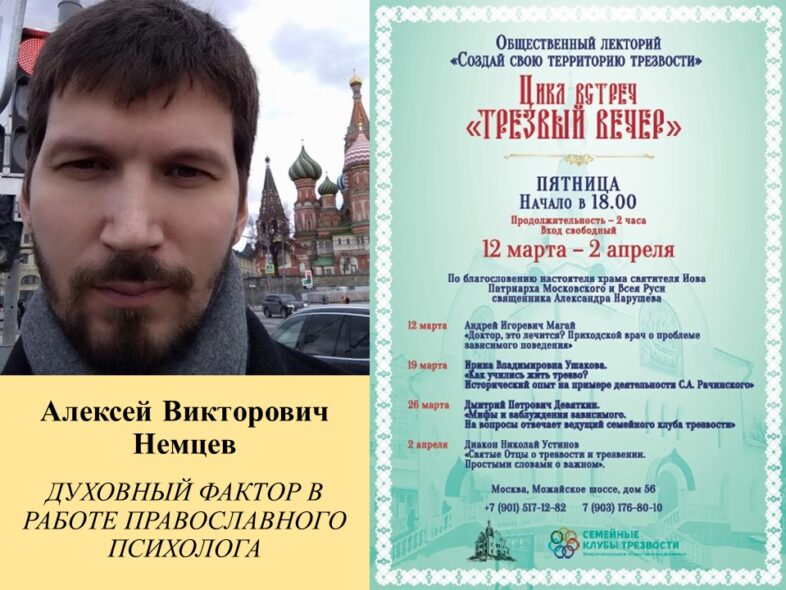 Алексей Викторович
Немцев
ДУХОВНЫЙ ФАКТОР В
РАБОТЕ ПРАВОСЛАВНОГО
ПСИХОЛОГА
Общественный лекторий
«Создай свою территорию трезвости»
Цикл встреч
«ТРЕЗВЫЙ ВЕЧЕР»
ПЯТНИЦА
Начало в 18.00
Продолжительность – 2 часа
Вход свободный
12 марта – 2 апреля
По благословению настоятеля храма святителя Иова
Патриарха Московского и Всея Руси
священника Александра Нарушева
12 марта Андрей Игоревич Магай
«Доктор, это лечится? Приходской врач о проблеме
зависимого поведения»
19 марта Ирина Владимировна Ушакова.
«Как учились жить трезво?
Исторический опыт на примере деятельности С.А. Рачинского»
26 марта Дмитрий Петрович Девяткин.
«Мифы и заблуждения зависимого.
На вопросы отвечает ведущий семейного клуба трезвости»
2 апреля Диакон Николай Устинов
«Святые Отцы о трезвости и трезвении.
Простыми словами о важном».
Москва, Можайское шоссе, дом 56
+7 (901) 517-12-82 7 (903) 176-80-10
СЕМЕЙНЫЕ
КЛУБЫ ТРЕЗВОСТИ